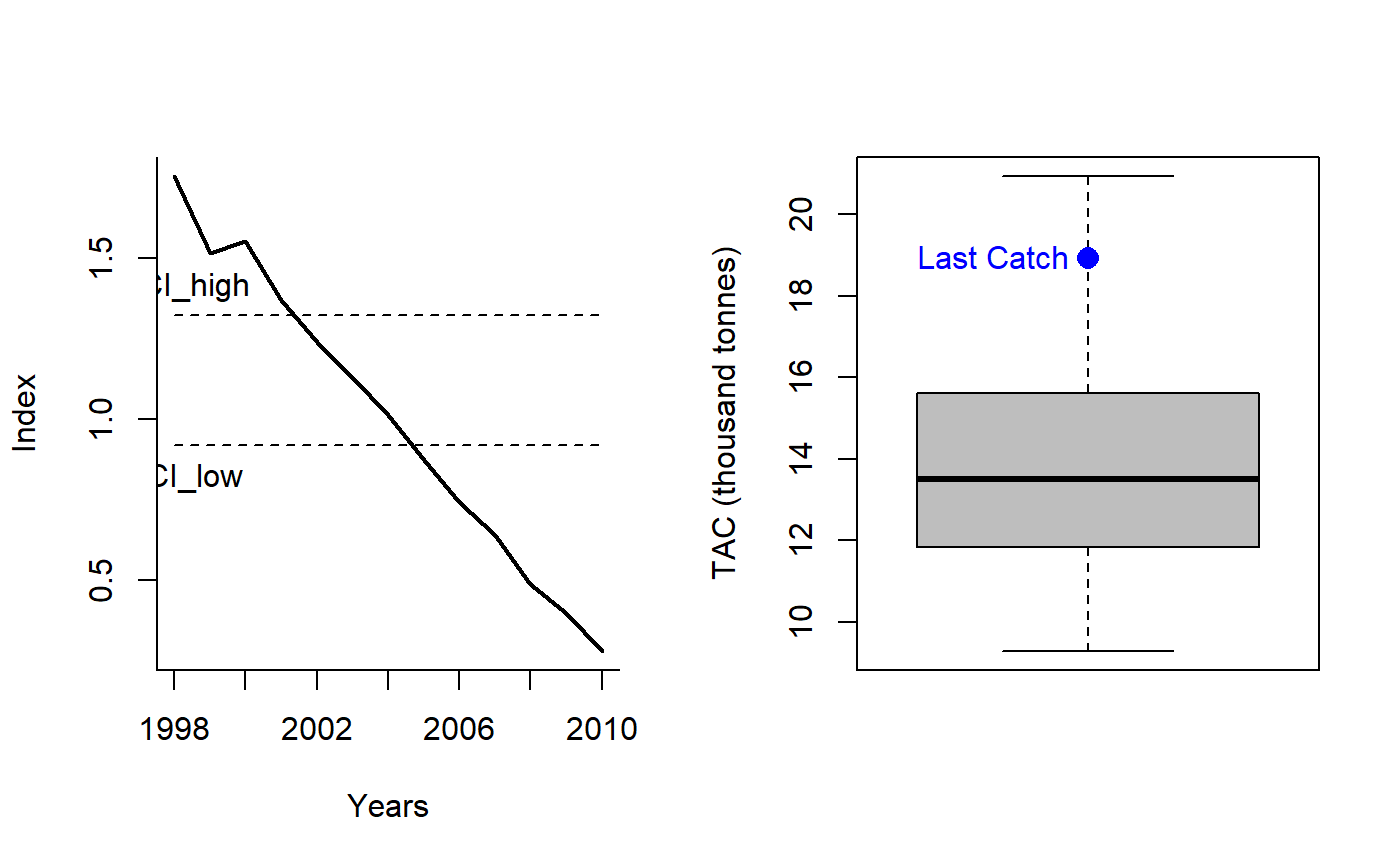 Index
1.5
1.0
0.5
CI_high
CI_low
1998
2002
2006
2010
Years
TAC (thousand tonnes)
20
18
16
14
12
10
Last Catch